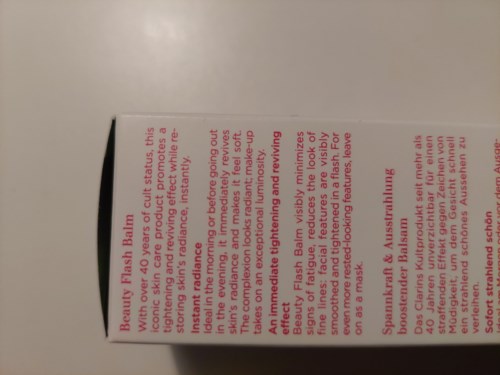 Beauty Flash Balm
With over 40 years of cult status, this
iconic skin care product promotes a
tightening and reviving effect while re-
storing skin's radiance, instantly.
Instant radiance
Ideal in the morning or before going out
in the evening, it immediately revives
skin's radiance and makes it feel soft.
The complexion looks radiant; make-up
takes on an exceptional luminosity.
An immediate tightening and reviving
effect
Beauty Flash Balm visibly minimizes
signs of fatigue, reduces the look of
fine lines; facial features are visibly
smoothed and tightened in a flash. For
even more rested-looking features, leave
on as a mask.
Spannkraft & Ausstrahlung
boostender Balsam
Das Clarins Kultprodukt seit mehr als
40 Jahren unverzichtbar für einen
straffenden Effekt gegen Zeichen von
Müdigkeit, um dem Gesicht schnell
ein strahlend schönes Aussehen zu
verleihen.
Sofort strahlend schön